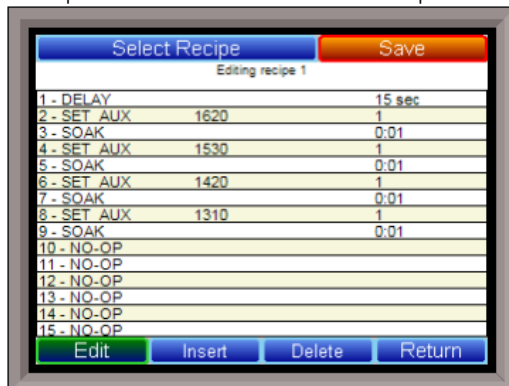 Select Recipe Save
Editing recipe 1
1 - DELAY 15 sec
2 - SET AUX 1620 1
3 - SOAK 0:01
4 - SET AUX 1530 1
5 - SOAK 0:01
6 - SET AUX 1420 1
7 - SOAK 0:01
8 - SET AUX 1310 1
9 - SOAK 0:01
10 - NO-OP
11 - NO-OP
12 - NO-OP
13 - NO-OP
14 - NO-OP
15 - NO-OP
Edit Insert Delete Return